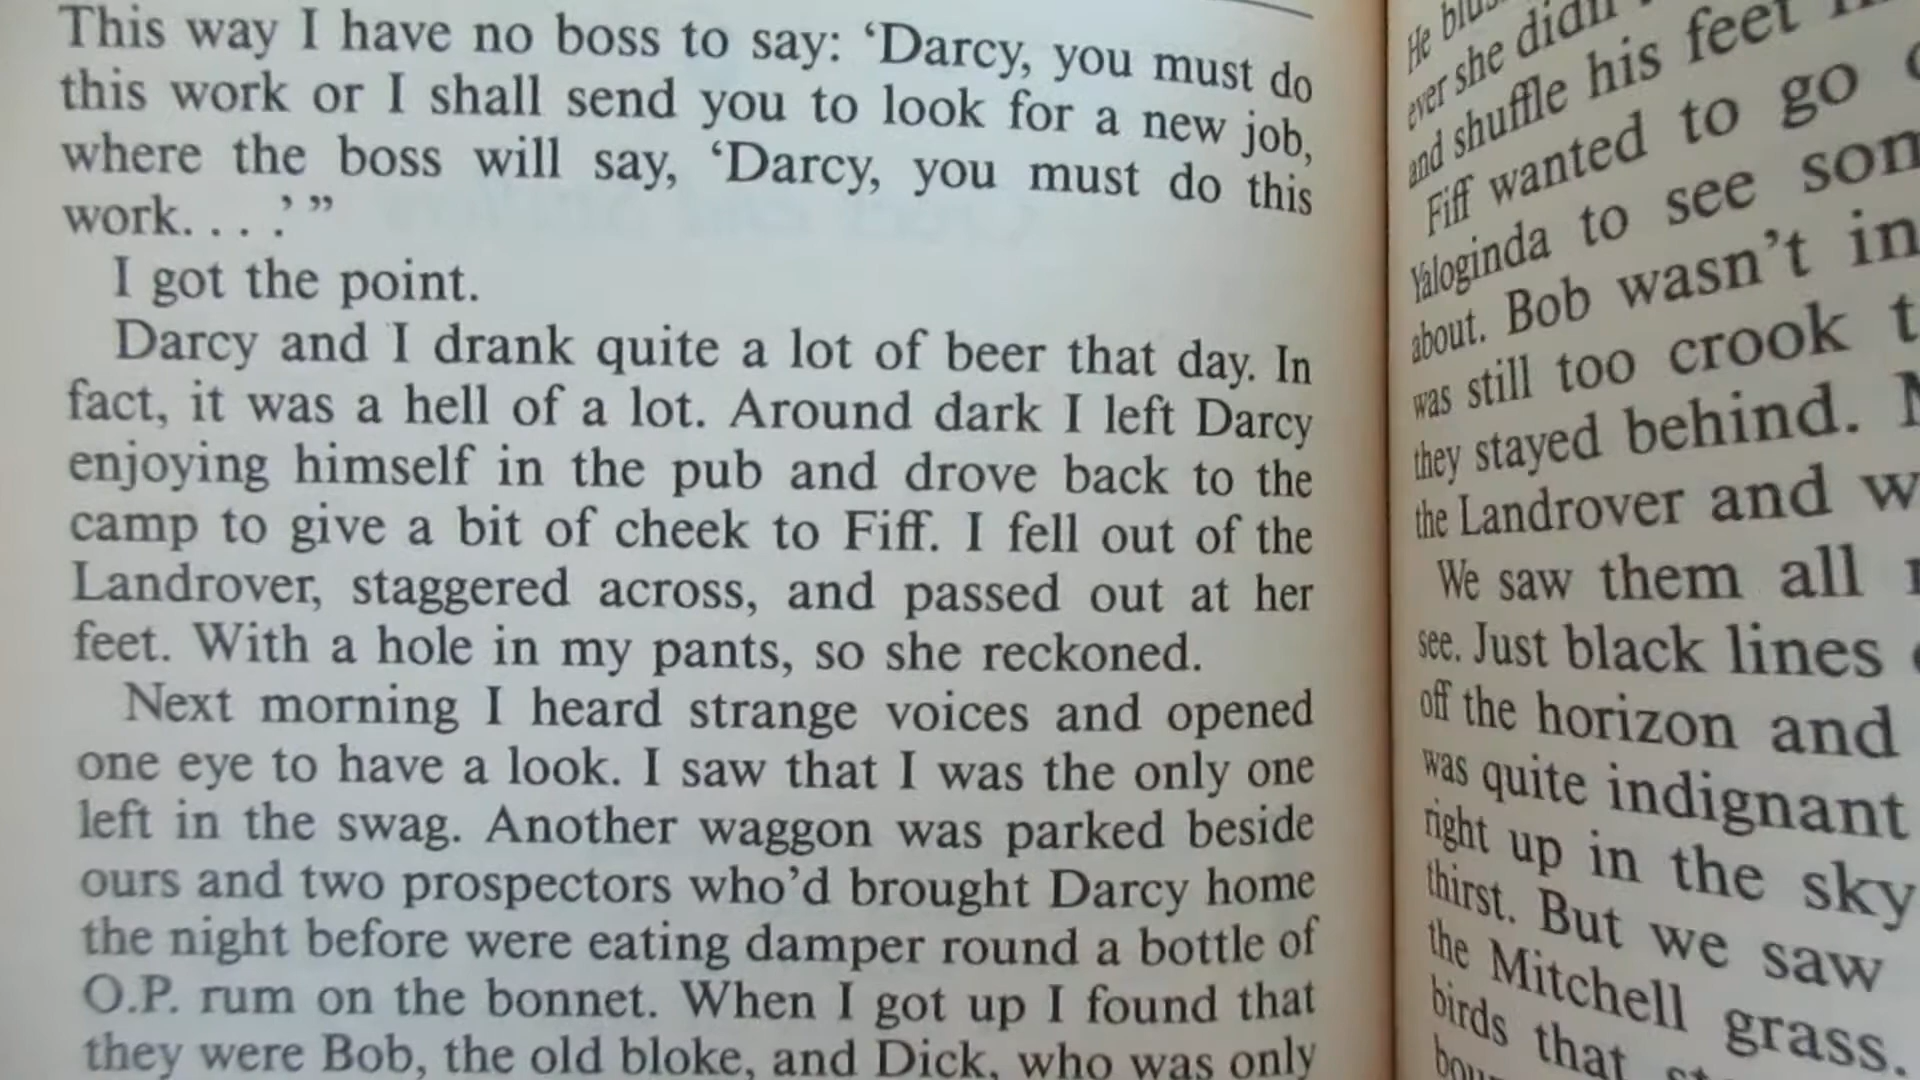 This way I have no boss to say: ‘Darcy, you must do
this work or I shall send you to look for a new job,
where the boss will say, ‘Darcy, you must do this
work. . . .’ ”
I got the point.
Darcy and I drank quite a lot of beer that day. In
fact, it was a hell of a lot. Around dark I left Darcy
enjoying himself in the pub and drove back to the
camp to give a bit of cheek to Fiff. I fell out of the
Landrover, staggered across, and passed out at her
feet. With a hole in my pants, so she reckoned.
Next morning I heard strange voices and opened
one eye to have a look. I saw that I was the only one
left in the swag. Another waggon was parked beside
ours and two prospectors who’d brought Darcy home
the night before were eating damper round a bottle of
O.P. rum on the bonnet. When I got up I found that
they were Bob, the old bloke, and Dick, who was only
He
ever she didn't
and shuffle his feet
Fiff wanted to go
Yaloginda to see
about. Bob wasn’t in
was still too crook
they stayed behind.
the Landrover and
We saw them all
see. Just black lines
off the horizon and
was quite indignant
right up in the sky
thirst. But we saw
the Mitchell grass.
birds that